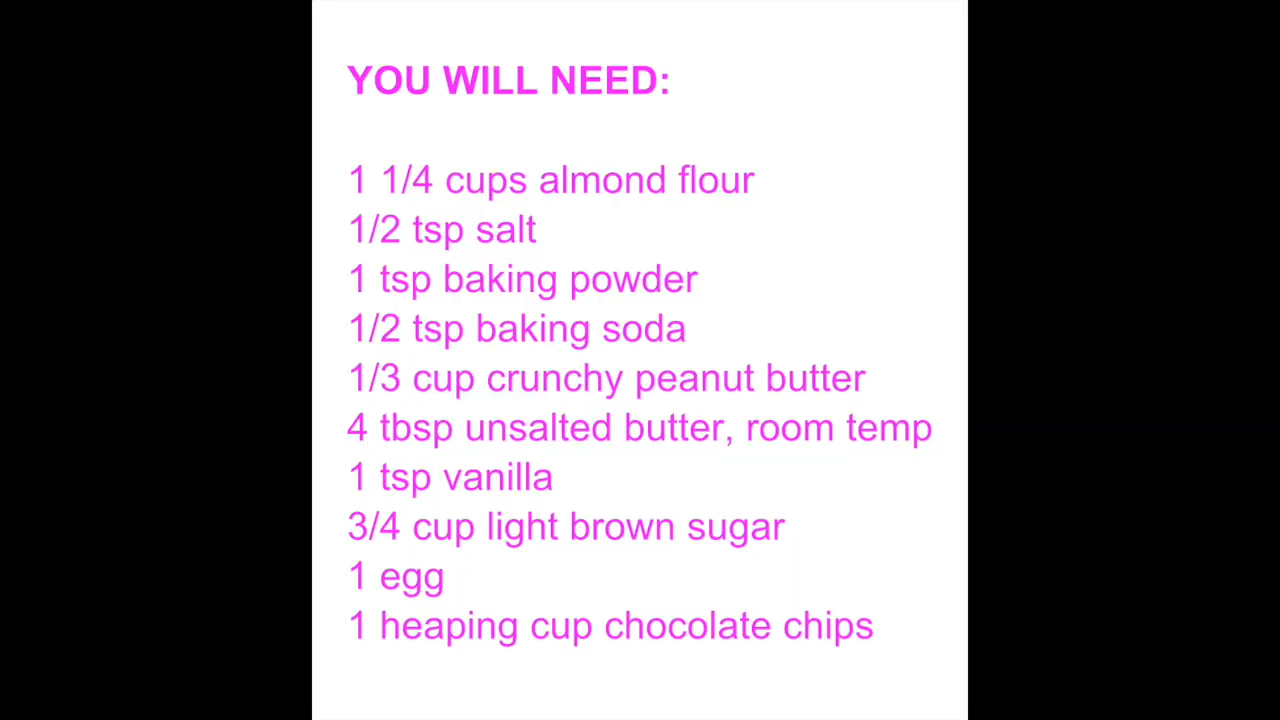 YOU WILL NEED:
1 1/4 cups almond flour
1/2 tsp salt
1 tsp baking powder
1/2 tsp baking soda
1/3 cup crunchy peanut butter
4 tbsp unsalted butter, room temp
1 tsp vanilla
3/4 cup light brown sugar
1 egg
1 heaping cup chocolate chips